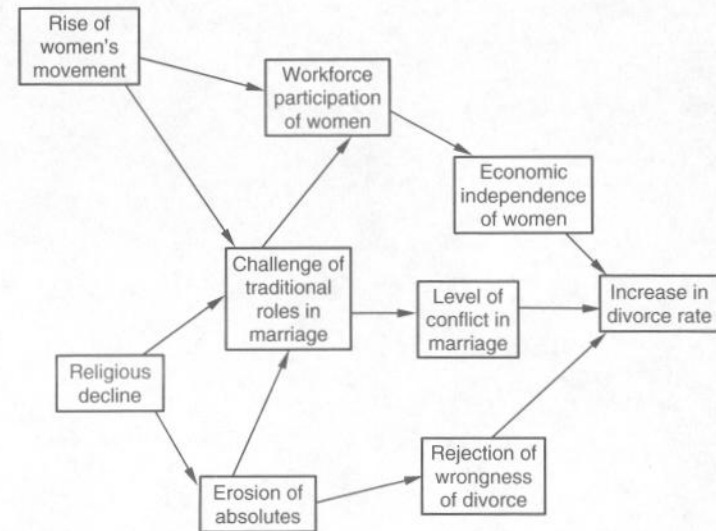 Rise of
women's
movement
Workforce
participation
of women
Economic
independence
of women
Challenge of
traditional
roles in
marriage
Level of
conflict in
marriage
Increase in
divorce rate
Religious
decline
Erosion of
absolutes
Rejection of
wrongness
of divorce